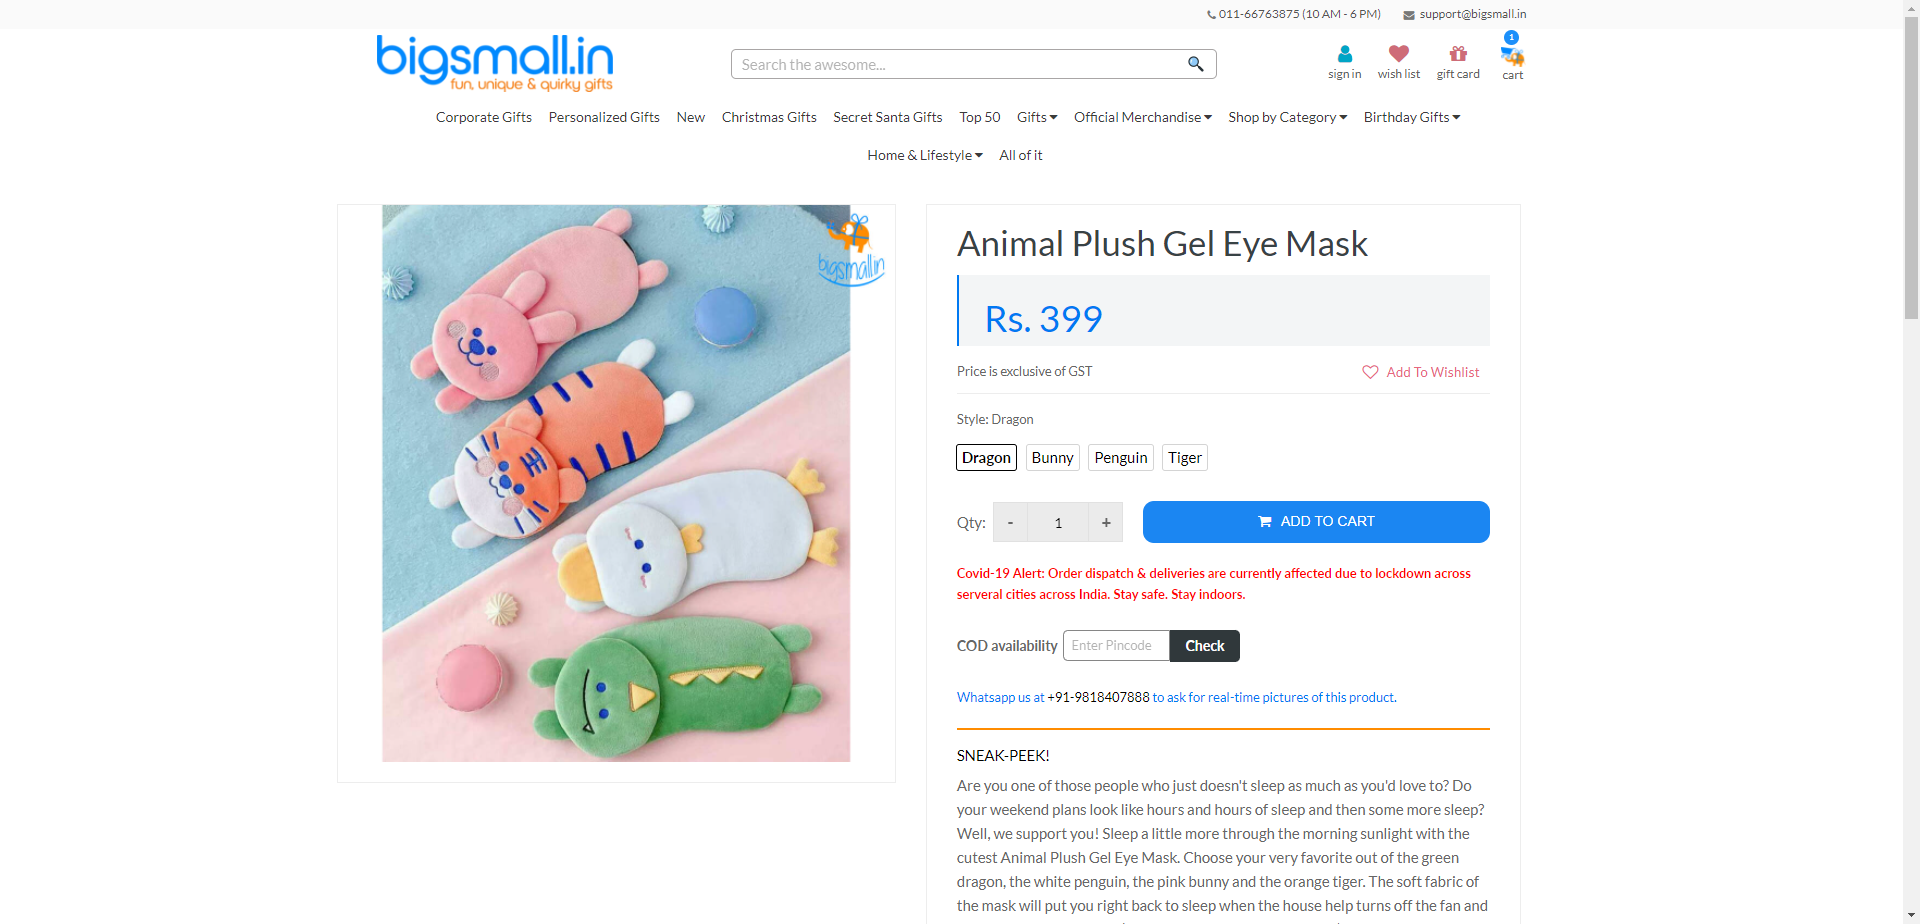 011-66763875 (10 AM - 6 PM) support@bigsmall.in
bigsmall.in
fun, unique & quirky gifts
Search the awesome...
sign in wish list gift card 1 cart
Corporate Gifts Personalized Gifts New Christmas Gifts Secret Santa Gifts Top 50 Gifts Official Merchandise Shop by Category Birthday Gifts
Home & Lifestyle All of it
bigsmall.in
Animal Plush Gel Eye Mask
Rs. 399
Price is exclusive of GST Add To Wishlist
Style: Dragon
Dragon Bunny Penguin Tiger
Qty: - 1 + ADD TO CART
Covid-19 Alert: Order dispatch & deliveries are currently affected due to lockdown across
serveral cities across India. Stay safe. Stay indoors.
COD availability Enter Pincode Check
Whatsapp us at +91-9818407888 to ask for real-time pictures of this product.
SNEAK-PEEK!
Are you one of those people who just doesn't sleep as much as you'd love to? Do
your weekend plans look like hours and hours of sleep and then some more sleep?
Well, we support you! Sleep a little more through the morning sunlight with the
cutest Animal Plush Gel Eye Mask. Choose your very favorite out of the green
dragon, the white penguin, the pink bunny and the orange tiger. The soft fabric of
the mask will put you right back to sleep when the house help turns off the fan and